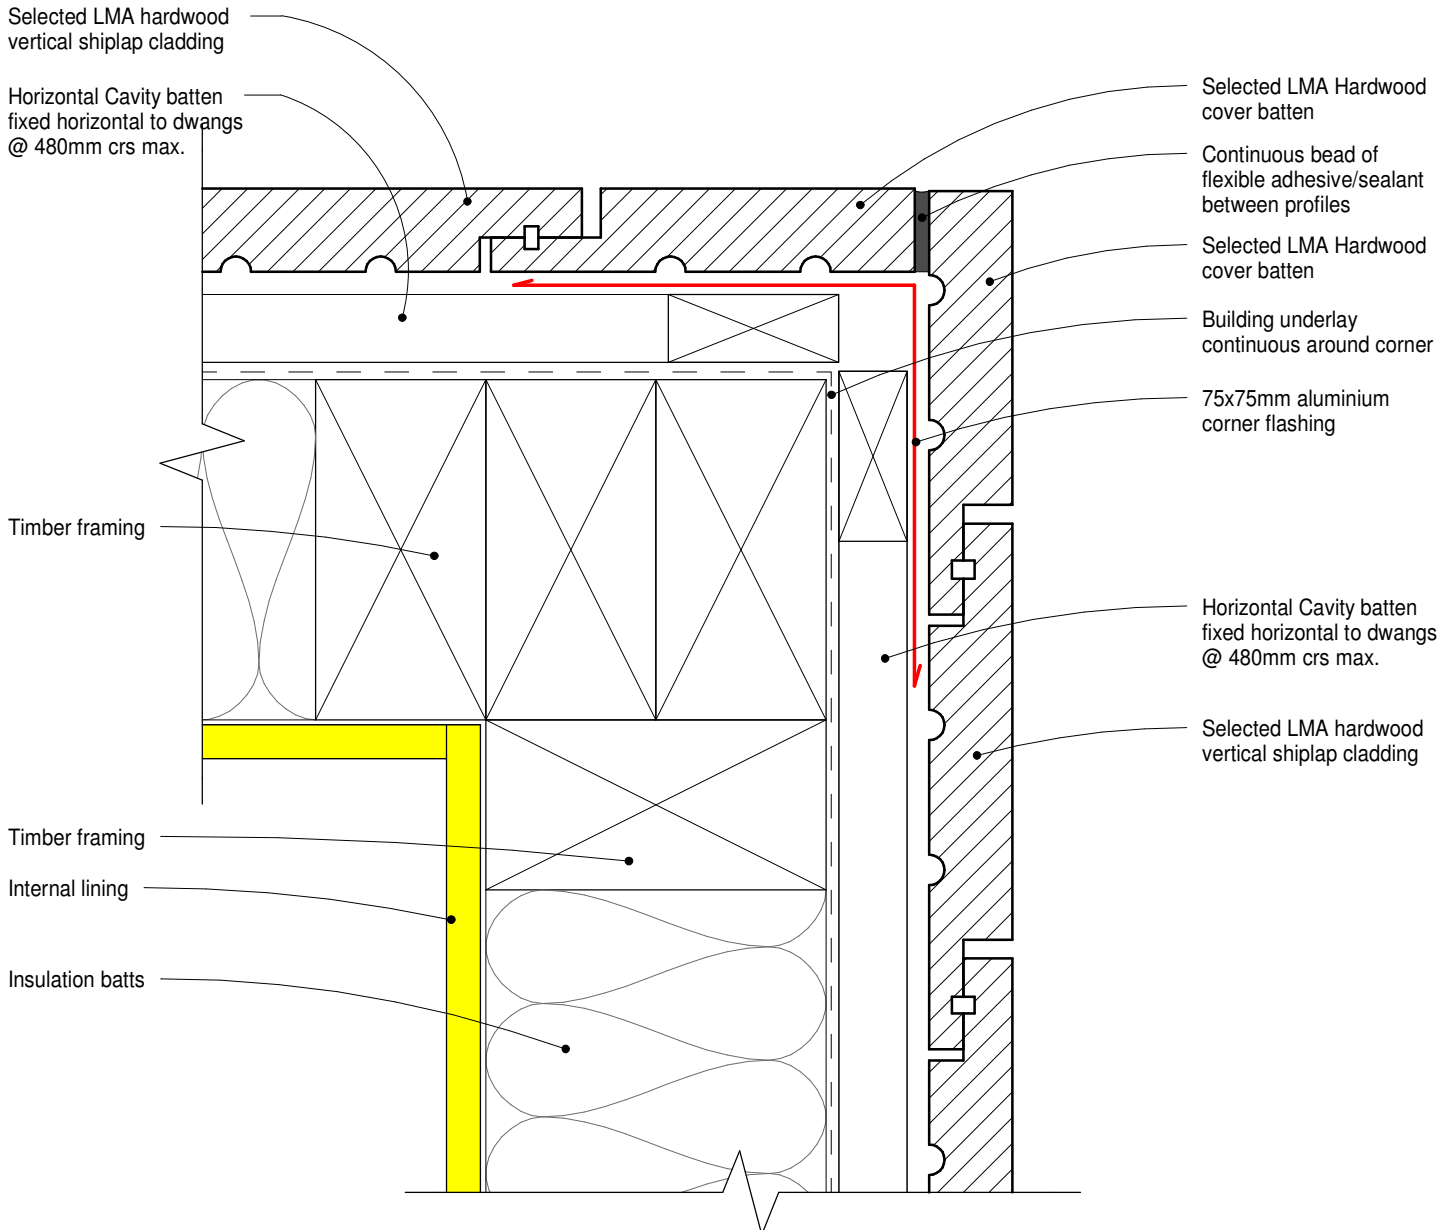 Selected LMA hardwood
vertical shiplap cladding
Horizontal Cavity batten
fixed horizontal to dwangs
@ 480mm crs max.
Timber framing
Timber framing
Internal lining
Insulation batts
Selected LMA Hardwood
cover batten
Continuous bead of
flexible adhesive/sealant
between profiles
Selected LMA Hardwood
cover batten
Building underlay
continuous around corner
75x75mm aluminium
corner flashing
Horizontal Cavity batten
fixed horizontal to dwangs
@ 480mm crs max.
Selected LMA hardwood
vertical shiplap cladding